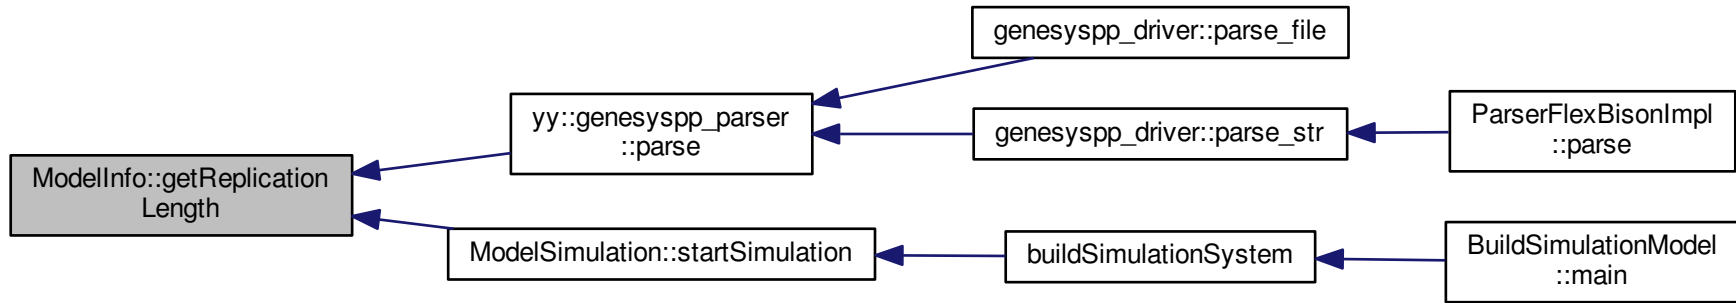 ModelInfo::getReplication
Length
yy::genesyspp_parser
::parse
genesyspp_driver::parse_file
genesyspp_driver::parse_str
ParserFlexBisonImpl
::parse
ModelSimulation::startSimulation
buildSimulationSystem
BuildSimulationModel
::main